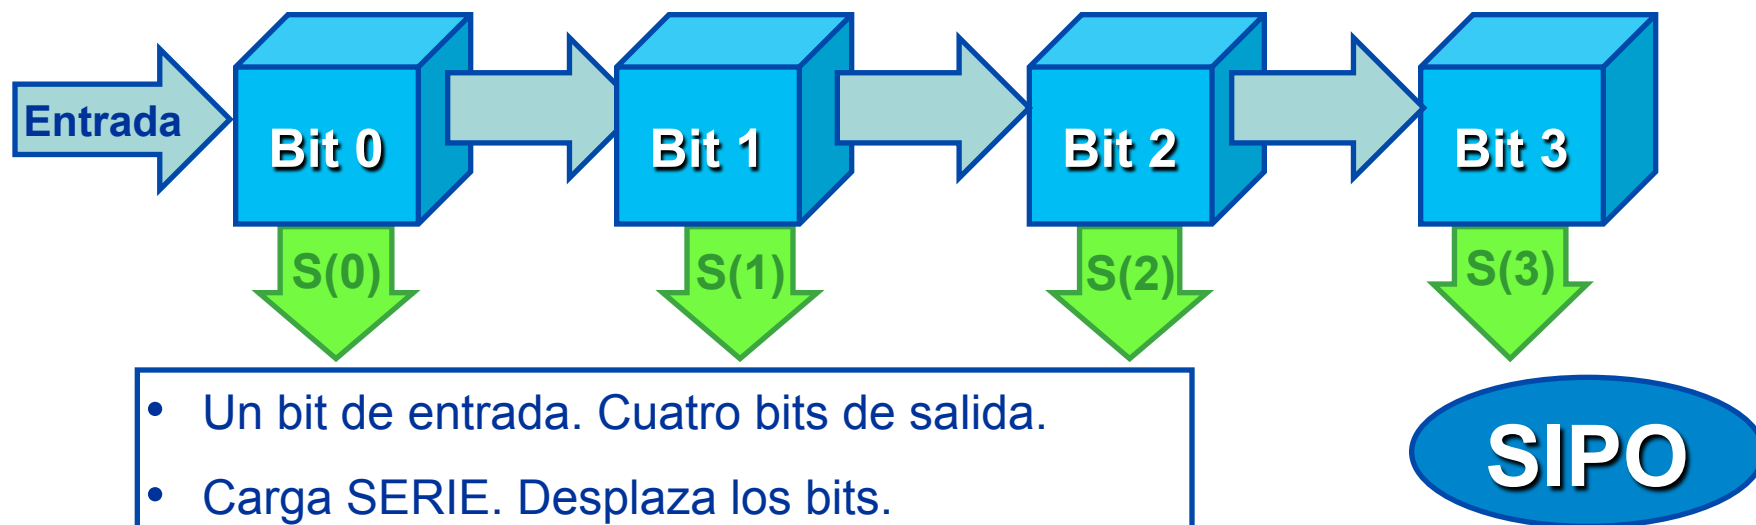 Entrada
Bit 0
Bit 1
Bit 2
Bit 3
S(0)
S(1)
S(2)
S(3)
• Un bit de entrada. Cuatro bits de salida.
• Carga SERIE. Desplaza los bits.
SIPO